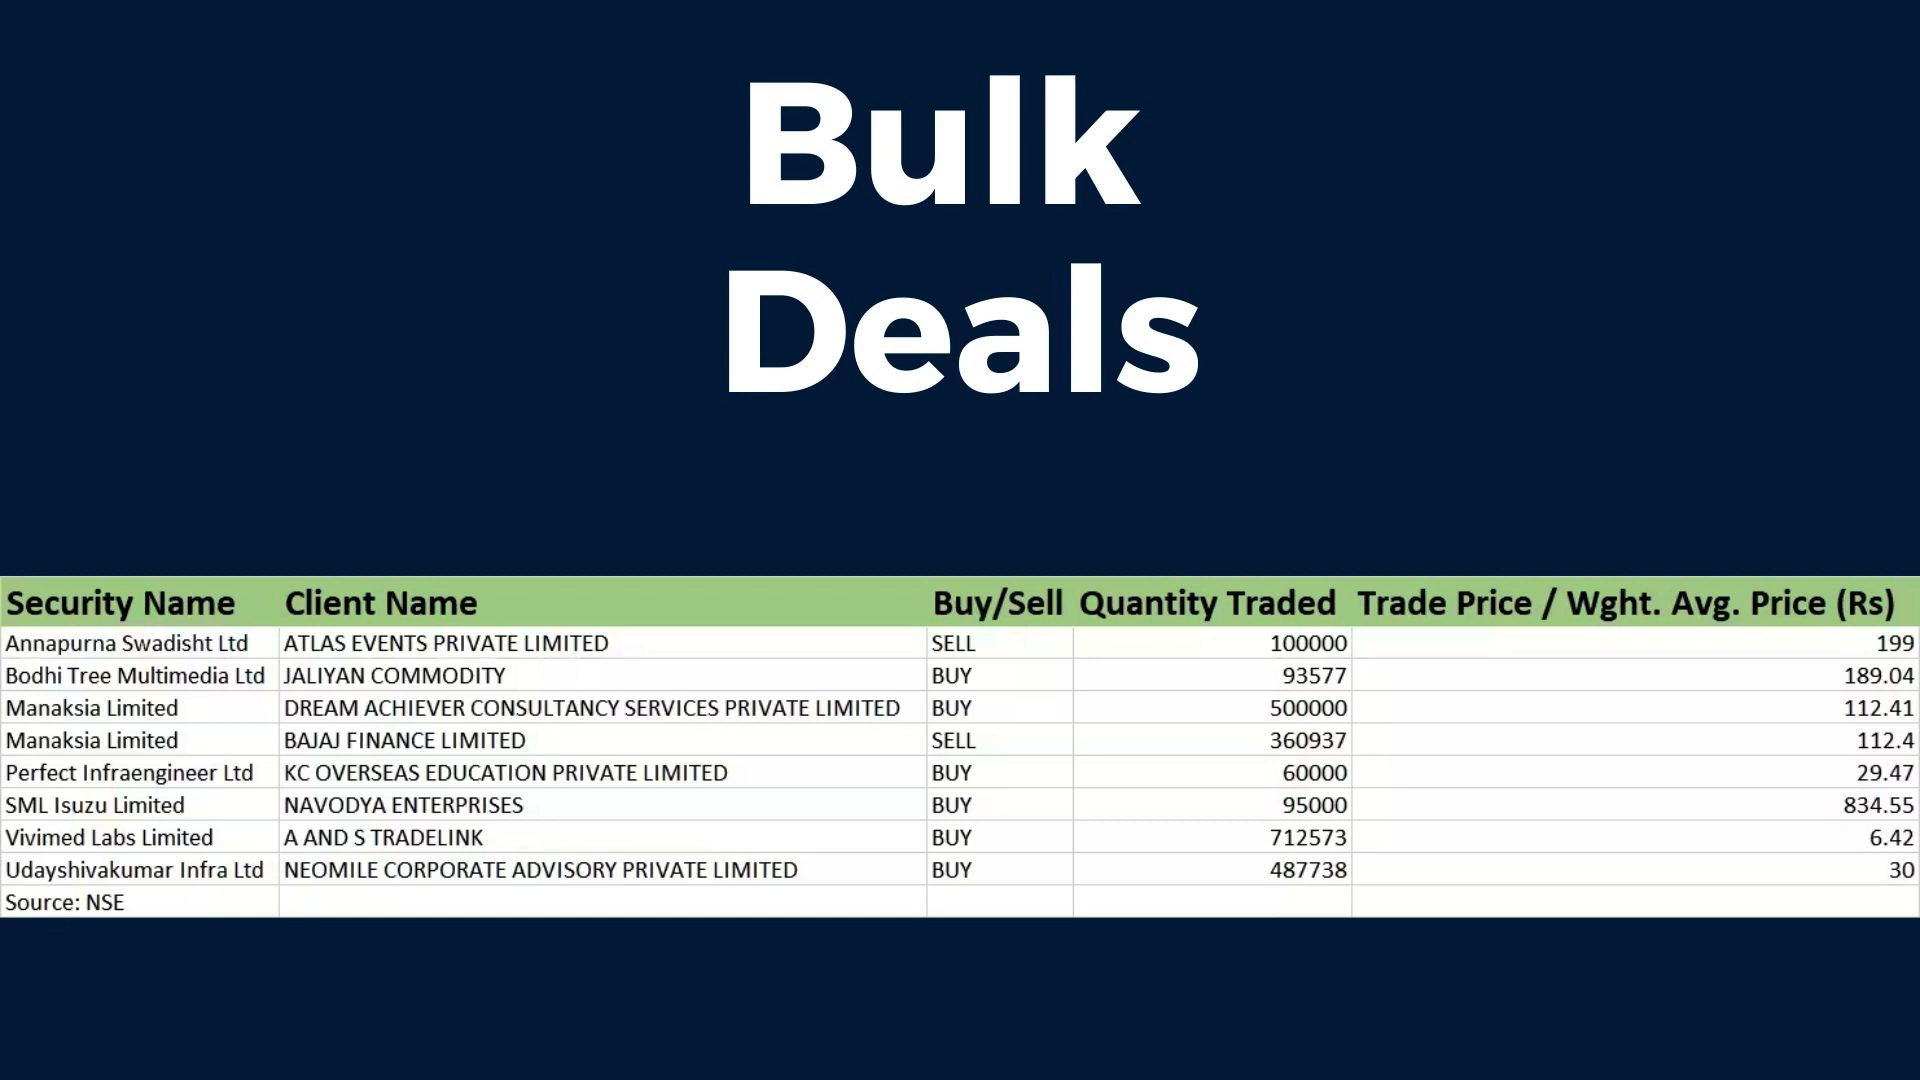 Bulk
Deals
Security Name Client Name Buy/Sell Quantity Traded Trade Price / Wght. Avg. Price (Rs)
Annapurna Swadisht Ltd ATLAS EVENTS PRIVATE LIMITED SELL 100000 199
Bodhi Tree Multimedia Ltd JALIYAN COMMODITY BUY 93577 189.04
Manaksia Limited DREAM ACHIEVER CONSULTANCY SERVICES PRIVATE LIMITED BUY 500000 112.41
Manaksia Limited BAJAJ FINANCE LIMITED SELL 360937 112.4
Perfect Infraengineer Ltd KC OVERSEAS EDUCATION PRIVATE LIMITED BUY 60000 29.47
SML Isuzu Limited NAVODYA ENTERPRISES BUY 95000 834.55
Vivimed Labs Limited A AND S TRADELINK BUY 712573 6.42
Udayshivakumar Infra Ltd NEOMILE CORPORATE ADVISORY PRIVATE LIMITED BUY 487738 30
Source: NSE